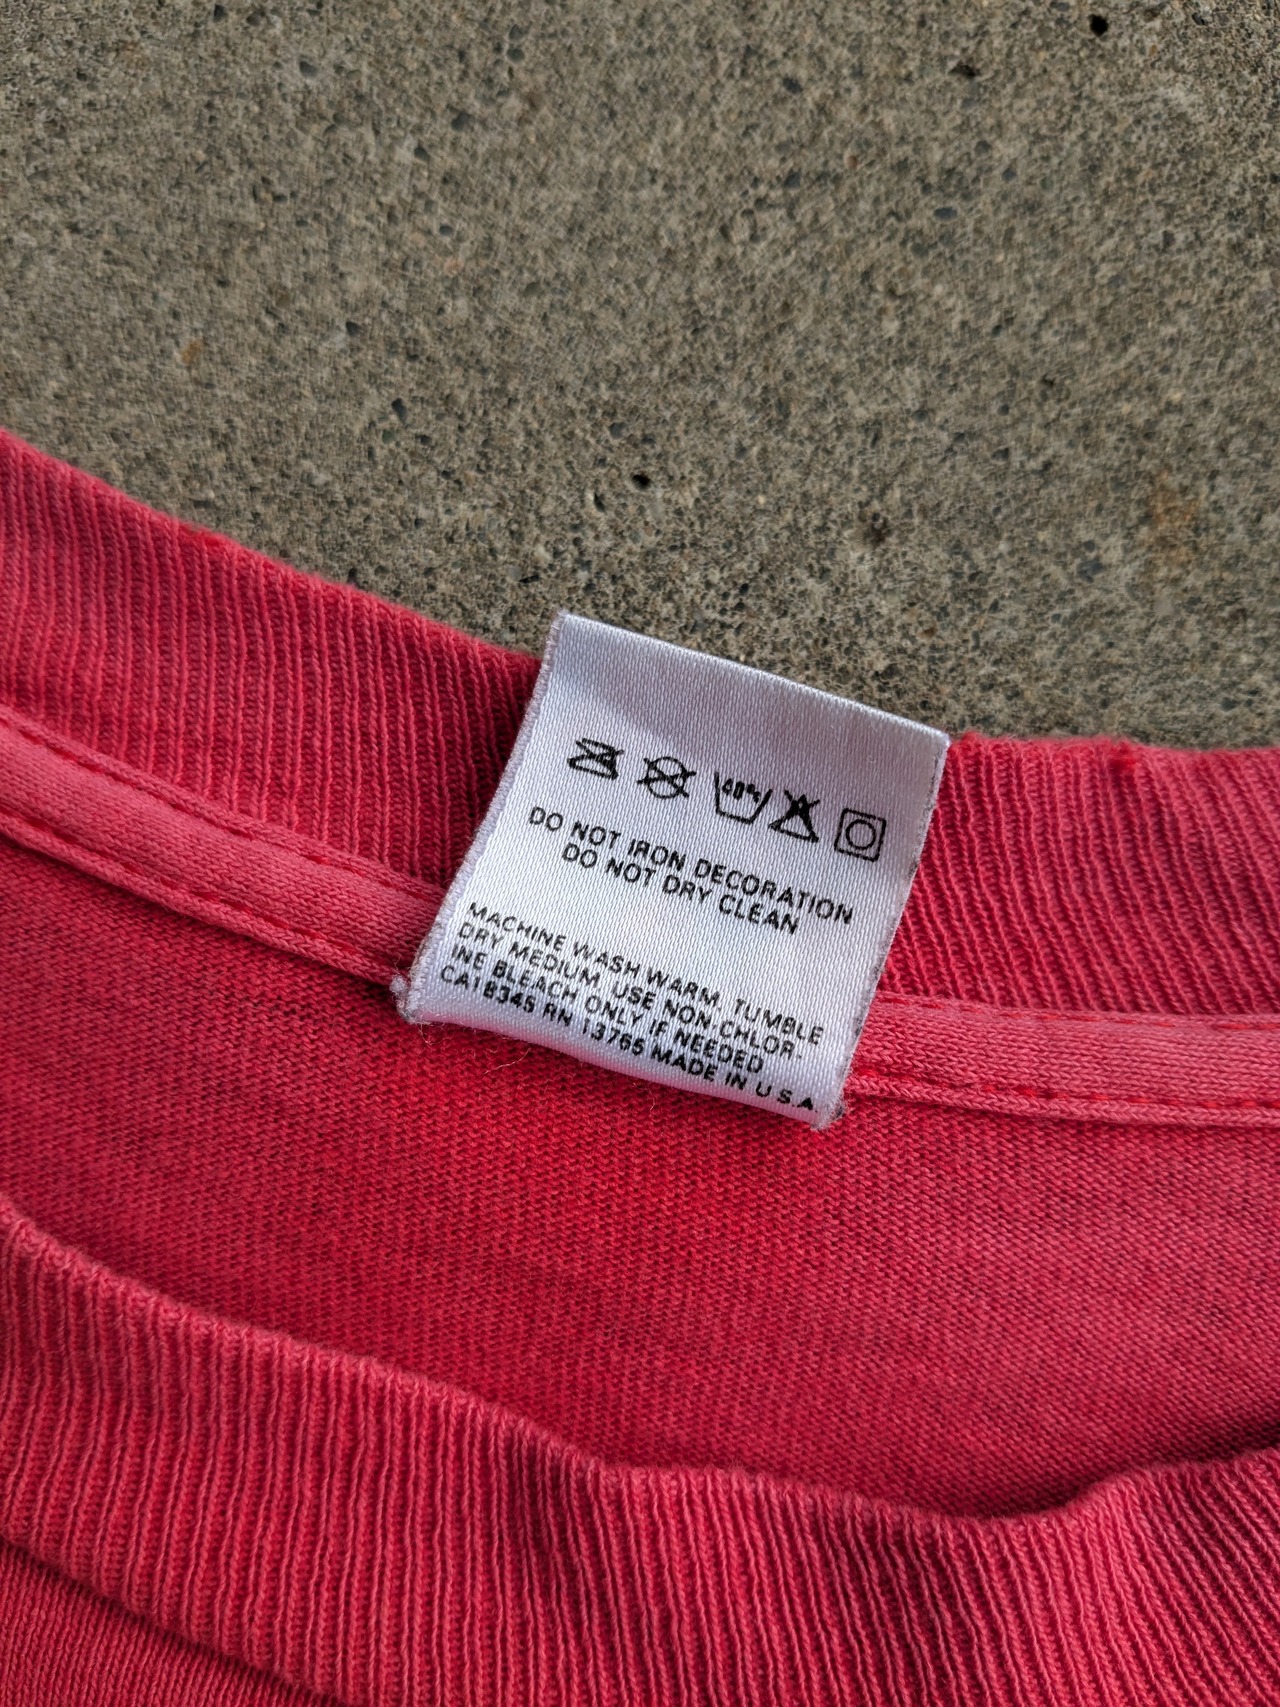 40°C
DO NOT IRON DECORATION
DO NOT DRY CLEAN
MACHINE WASH WARM, TUMBLE
DRY MEDIUM, USE NON-CHLOR-
INE BLEACH ONLY IF NEEDED
CA18345 RN 13765 MADE IN U.S.A.